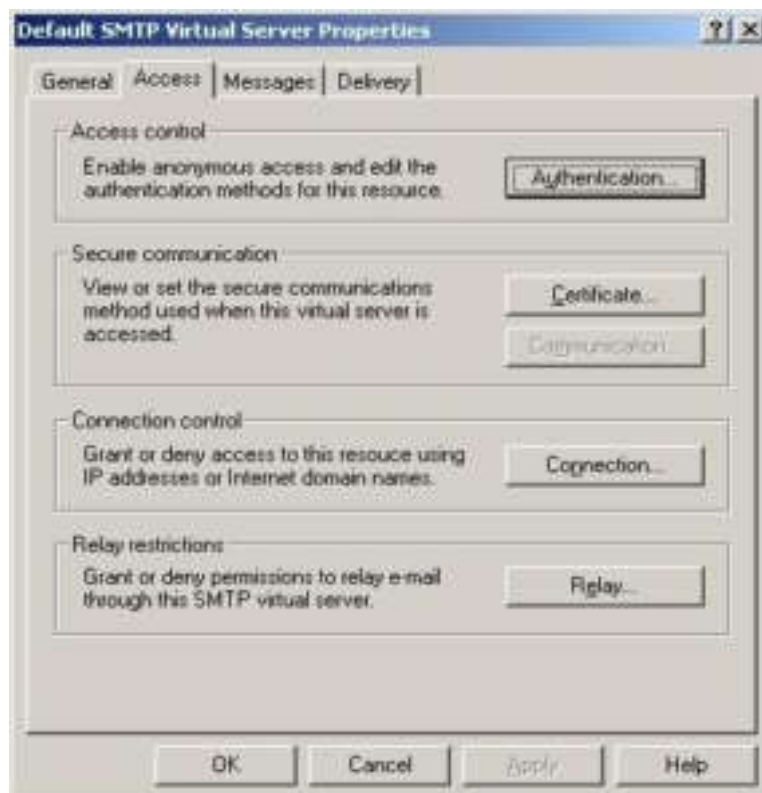 Default SMTP Virtual Server Properties
General Access Messages Delivery
Access control
Enable anonymous access and edit the
authentication methods for this resource.
Authentication...
Secure communication
View or set the secure communications
method used when this virtual server is
accessed.
Certificate...
Communication...
Connection control
Grant or deny access to this resouce using
IP addresses or Internet domain names.
Connection...
Relay restrictions
Grant or deny permissions to relay e-mail
through this SMTP virtual server.
Relay...
OK Cancel Apply Help